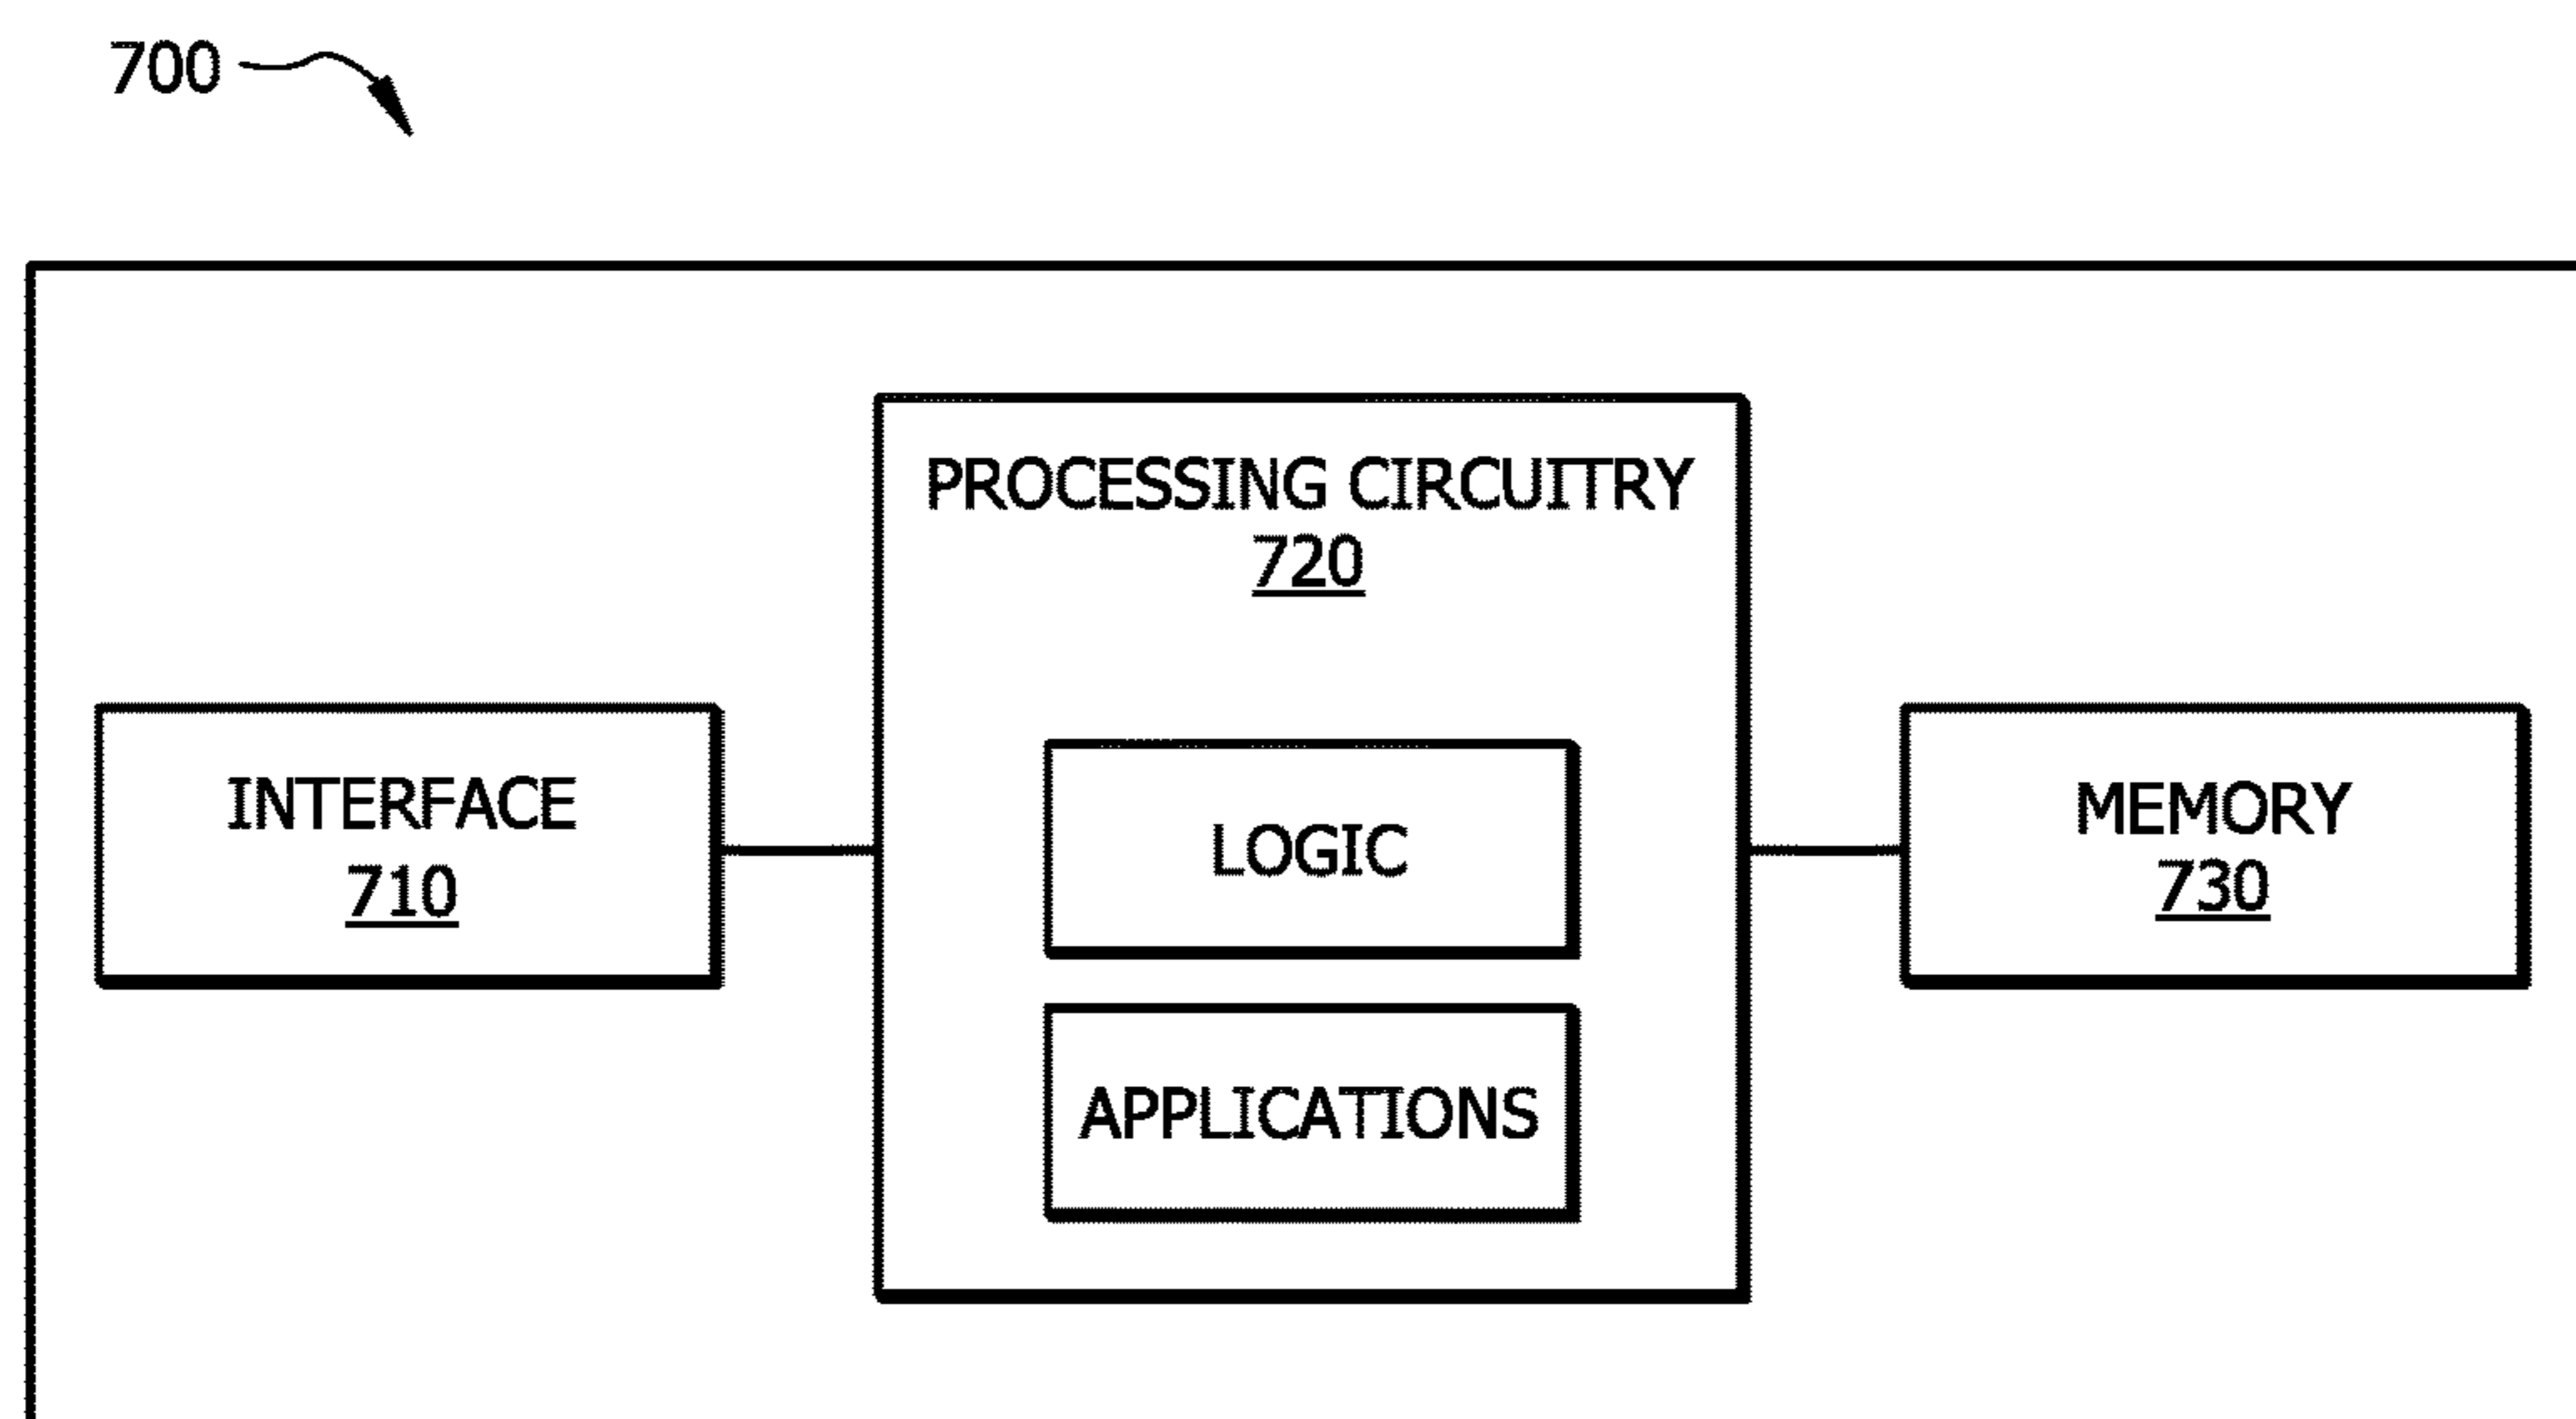 700
PROCESSING CIRCUITRY
720
INTERFACE
710
LOGIC
APPLICATIONS
MEMORY
730